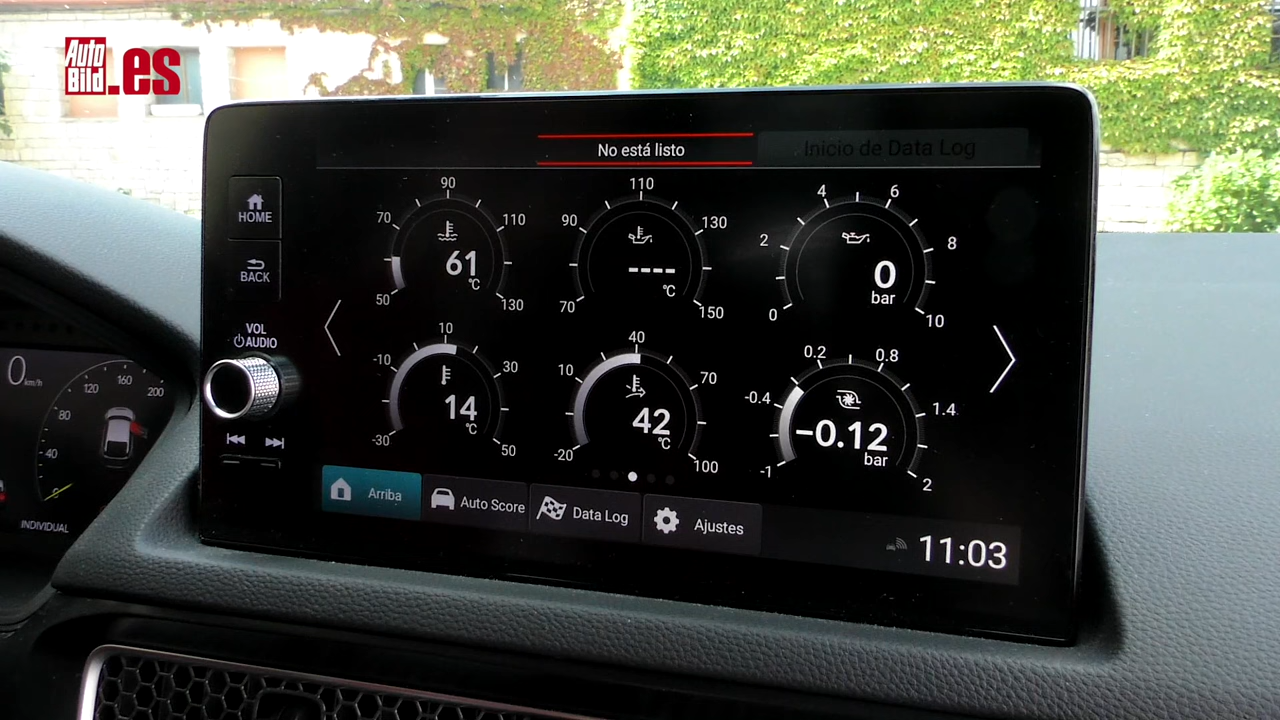 Auto
Bild
.es
No está listo
Inicio de Data Log
HOME
BACK
VOL
AUDIO
50 70 90 110 130
61
°C
70 90 110 130 150
----
°C
0 2 4 6 8 10
0
bar
-30 -10 10 30 50
14
°C
-20 10 40 70 100
42
°C
-1 -0.4 0.2 0.8 1.4 2
−0.12
bar
Arriba
Auto Score
Data Log
Ajustes
11:03
0 km/h
40 80 120 160 200
INDIVIDUAL